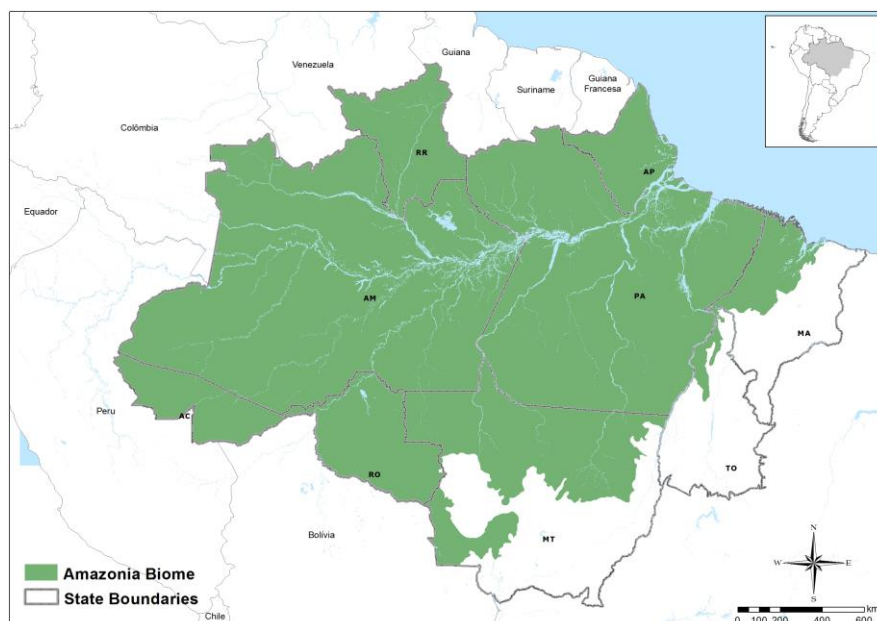 Venezuela
Guiana
Suriname
Guiana
Francesa
Colômbia
RR
AP
Equador
AM
PA
MA
Peru
AC
TO
RO
Bolívia
MT
Chile
Amazonia Biome
State Boundaries
N
W
E
S
km
0 100 200 400 600